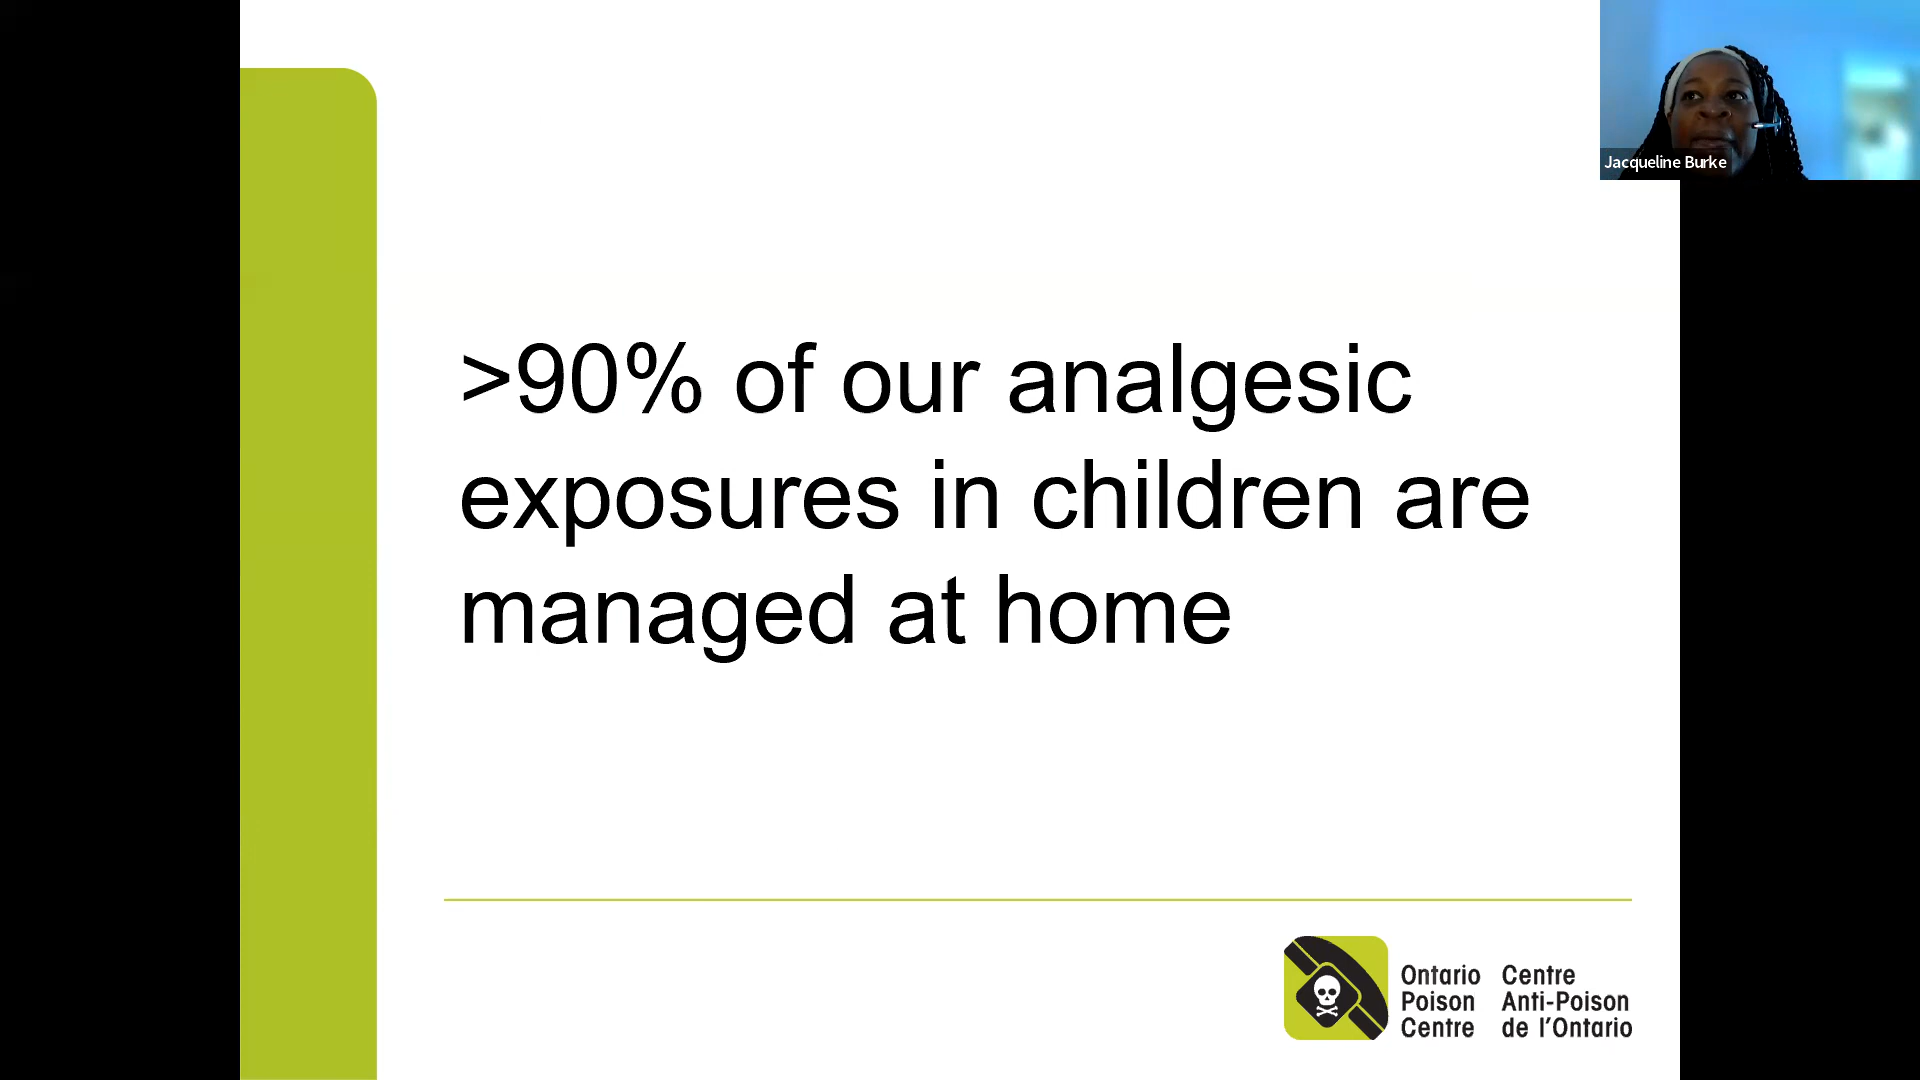 Jacqueline Burke
>90% of our analgesic
exposures in children are
managed at home
Ontario
Poison
Centre
Centre
Anti-Poison
de l'Ontario